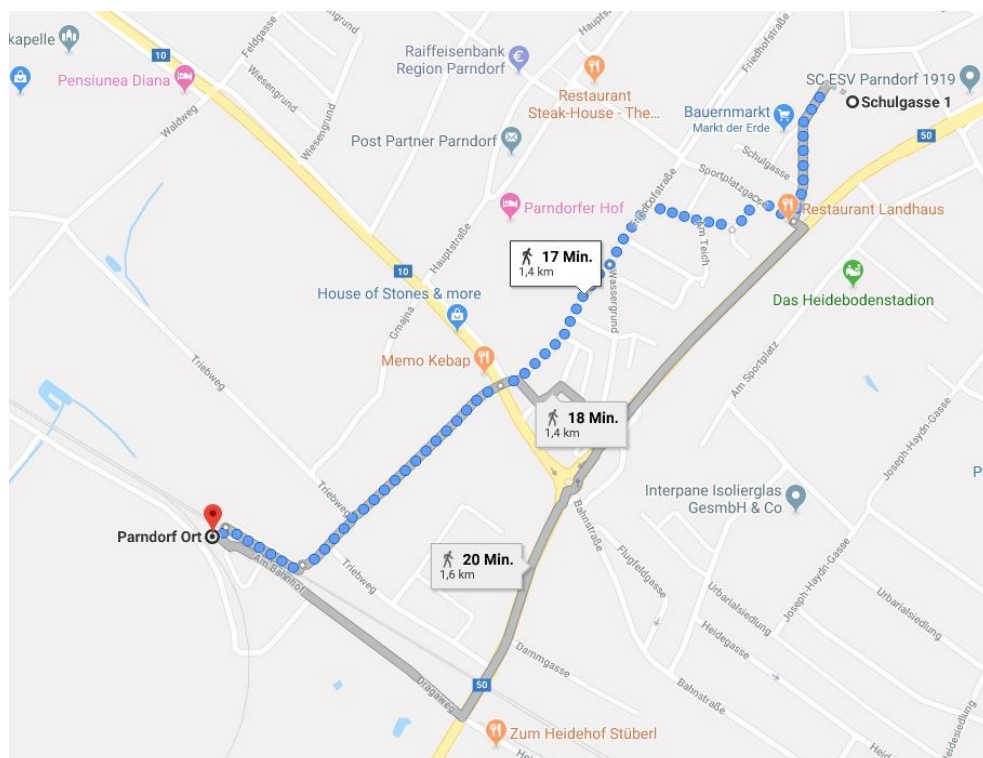 kapelle
10
Feldgasse
Hauptstraße
Raiffeisenbank
Region Parndorf
Friedhofstraße
SC ESV Parndorf 1919
Pensiunea Diana
Wiesengrund
Restaurant
Steak-House - The...
Schulgasse 1
Waldweg
Wiesengrund
Bauernmarkt
Markt der Erde
50
Post Partner Parndorf
Schulgasse
Sportplatzgasse
Parndorfer Hof
Friedhofstraße
Restaurant Landhaus
Am Teich
Hauptstraße
17 Min.
1,4 km
Wassergrund
10
House of Stones & more
Das Heidebodenstadion
Gmajna
Memo Kebap
Triebweg
Am Sportplatz
18 Min.
1,4 km
Joseph-Haydn-Gasse
Triebweg
Interpane Isolierglas
GesmbH & Co
Parndorf Ort
Bahnstraße
Am Bahnhof
20 Min.
1,6 km
Flugfeldgasse
Joseph-Haydn-Gasse
Triebweg
Urbarialsiedlung
Urbarialsiedlung
Heidegasse
Dammgasse
Dragaweg
50
Bahnstraße
Zum Heidehof Stüberl